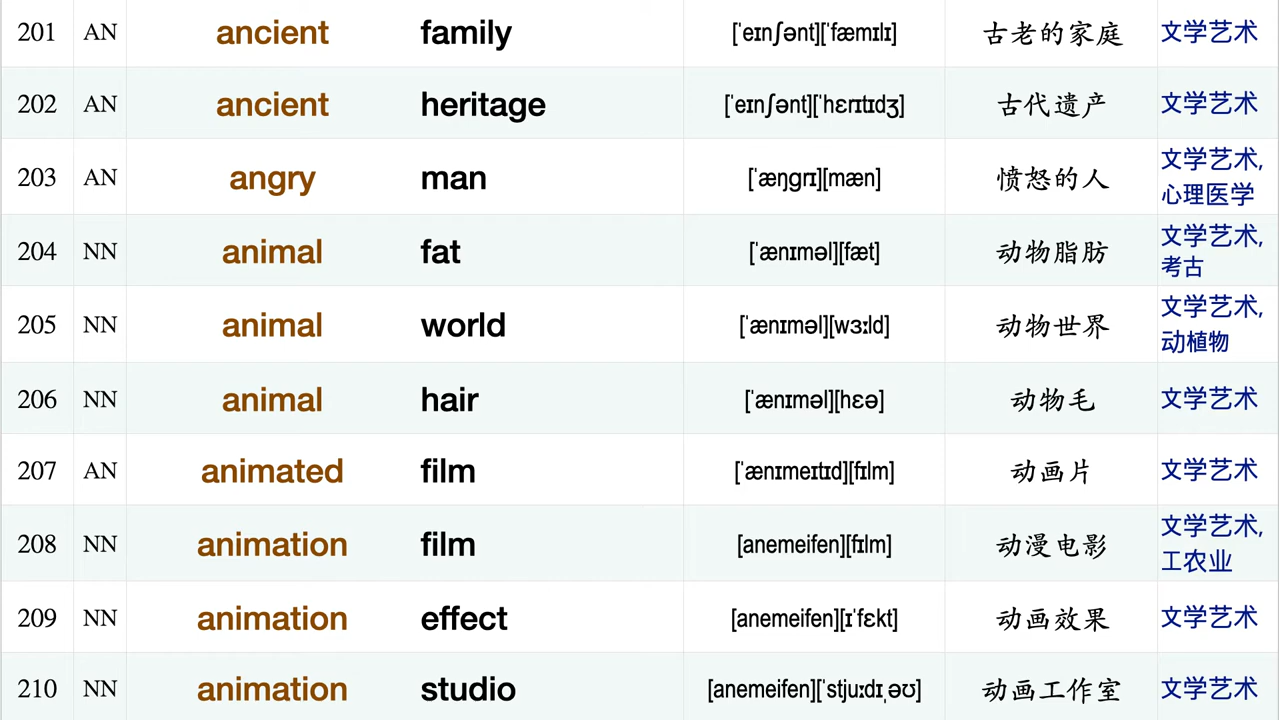 201 AN ancient family [ˈeɪnʃənt][ˈfæmɪlɪ] 古老的家庭 文学艺术
202 AN ancient heritage [ˈeɪnʃənt][ˈhɛrɪtɪdʒ] 古代遗产 文学艺术
203 AN angry man [ˈæŋgrɪ][mæn] 愤怒的人 文学艺术,
心理医学
204 NN animal fat [ˈænɪməl][fæt] 动物脂肪 文学艺术,
考古
205 NN animal world [ˈænɪməl][wɜːld] 动物世界 文学艺术,
动植物
206 NN animal hair [ˈænɪməl][hɛə] 动物毛 文学艺术
207 AN animated film [ˈænɪmeɪtɪd][fɪlm] 动画片 文学艺术
208 NN animation film [anemeifen][fɪlm] 动漫电影 文学艺术,
工农业
209 NN animation effect [anemeifen][ɪˈfɛkt] 动画效果 文学艺术
210 NN animation studio [anemeifen][ˈstjuːdɪˌəʊ] 动画工作室 文学艺术